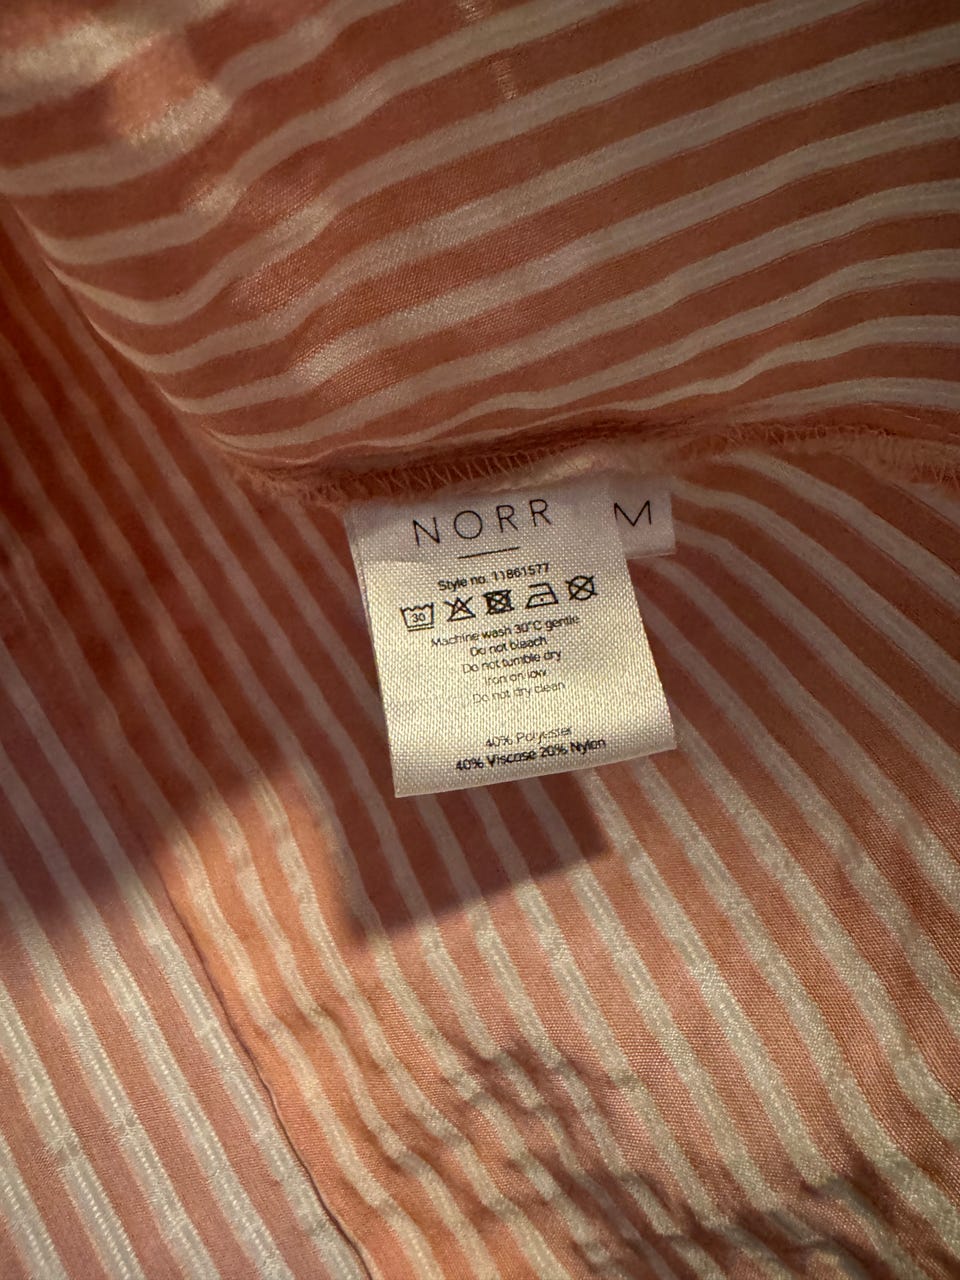 NORR
M
Style no. 11861577
30
Machine wash 30°C gentle
Do not bleach
Do not tumble dry
Iron on low
Do not dry clean
40% Polyester
40% Viscose 20% Nylon